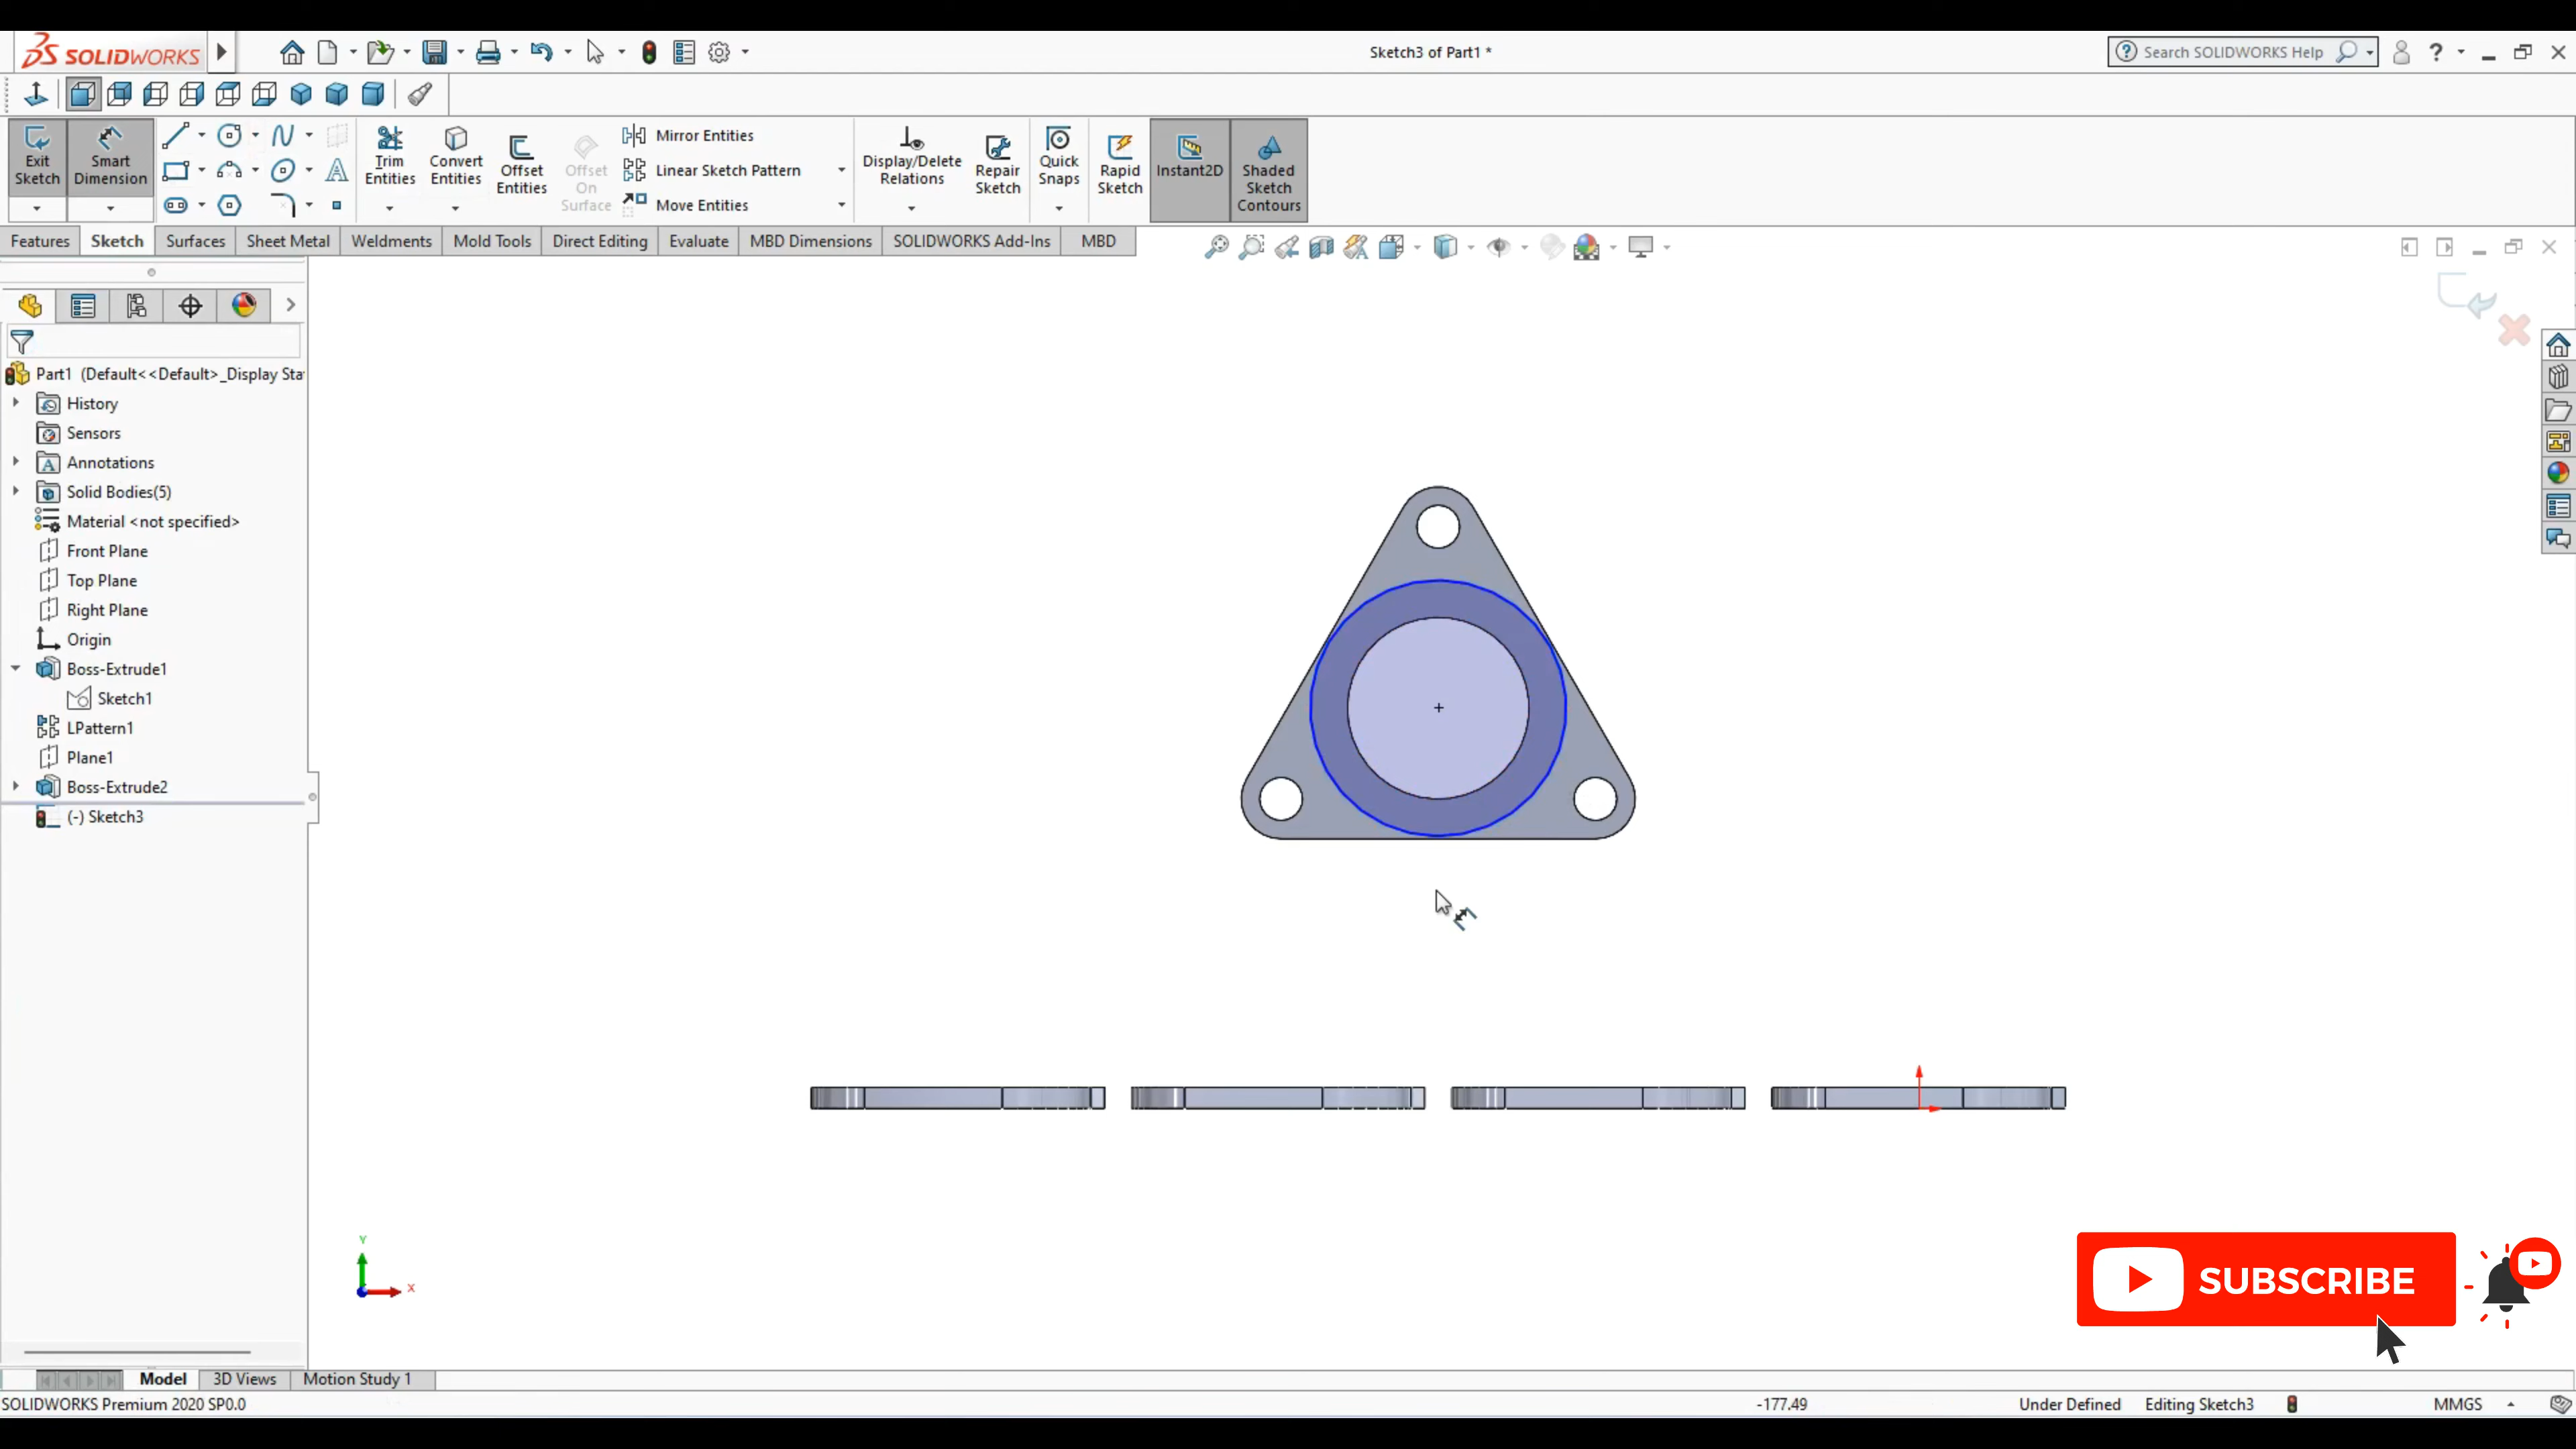 SOLIDWORKS
Sketch3 of Part1 *
Search SOLIDWORKS Help
Exit Sketch
Smart Dimension
Trim Entities
Convert Entities
Offset Entities
Offset On Surface
Mirror Entities
Linear Sketch Pattern
Move Entities
Display/Delete Relations
Repair Sketch
Quick Snaps
Rapid Sketch
Instant2D
Shaded Sketch Contours
Features Sketch Surfaces Sheet Metal Weldments Mold Tools Direct Editing Evaluate MBD Dimensions SOLIDWORKS Add-Ins MBD
Part1 (Default<<Default>_Display Sta
History
Sensors
Annotations
Solid Bodies(5)
Material <not specified>
Front Plane
Top Plane
Right Plane
Origin
Boss-Extrude1
Sketch1
LPattern1
Plane1
Boss-Extrude2
(-) Sketch3
Y
X
SUBSCRIBE
Model 3D Views Motion Study 1
SOLIDWORKS Premium 2020 SP0.0
-177.49
Under Defined
Editing Sketch3
MMGS